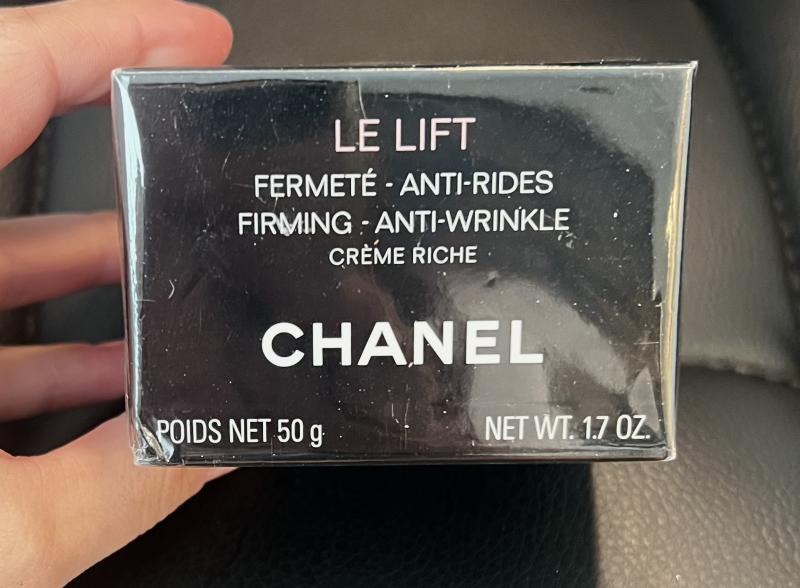 LE LIFT
FERMETÉ - ANTI-RIDES
FIRMING - ANTI-WRINKLE
CRÈME RICHE
CHANEL
POIDS NET 50 g NET WT. 1.7 OZ.